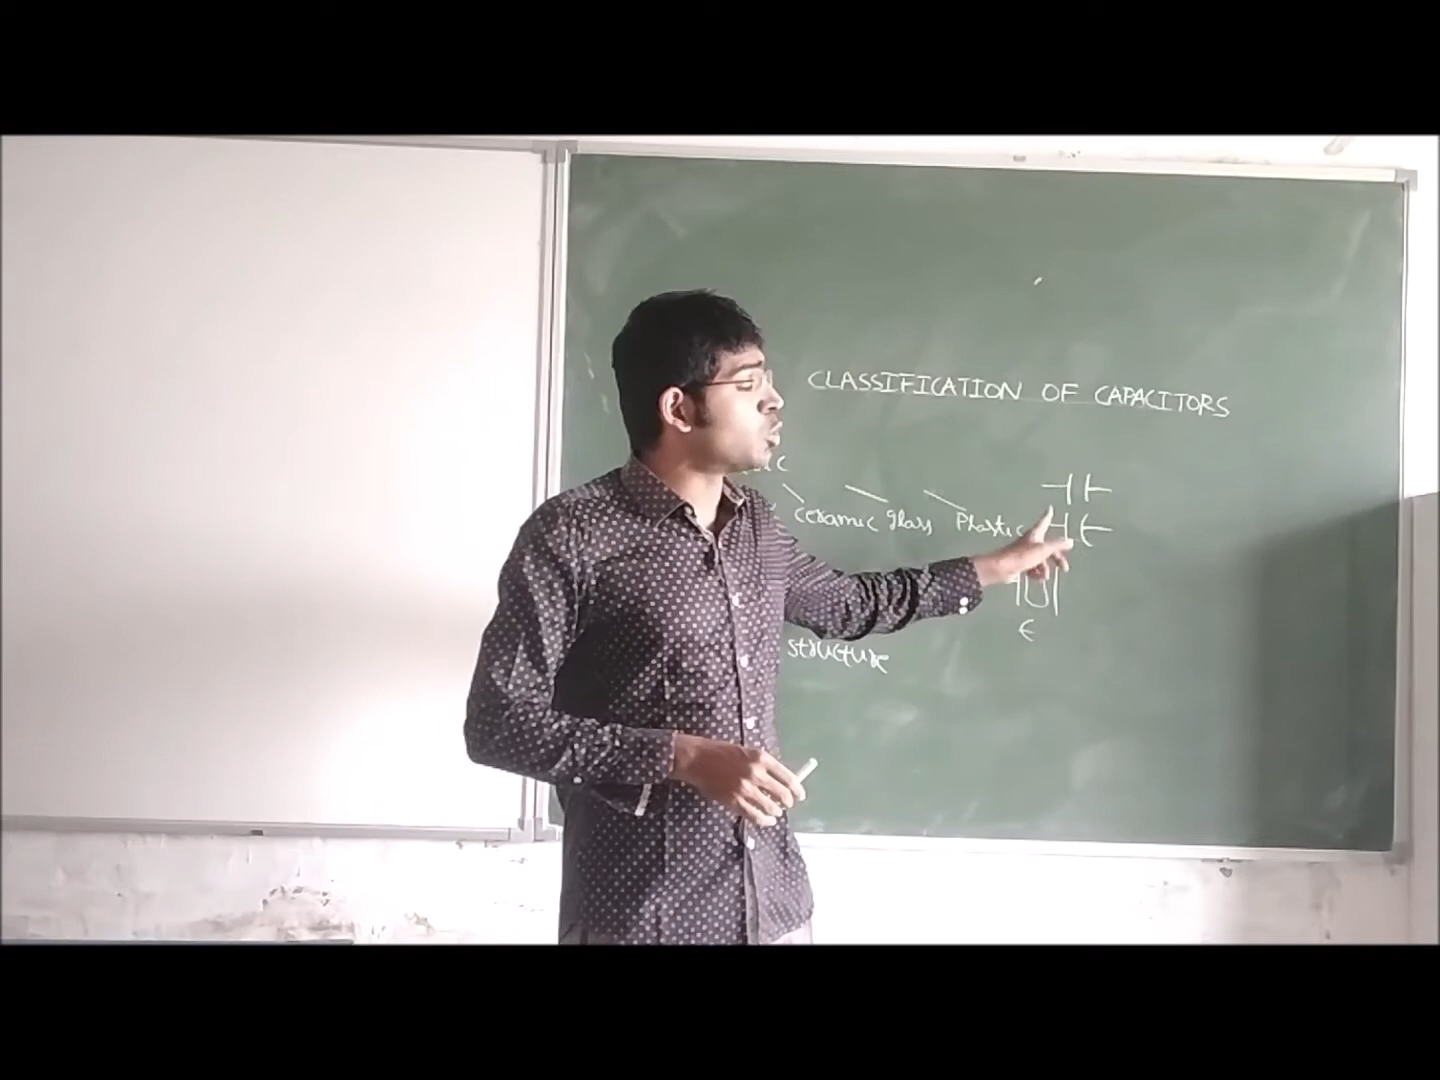 CLASSIFICATION OF CAPACITORS
ceramic glass Plastic
ε
structure